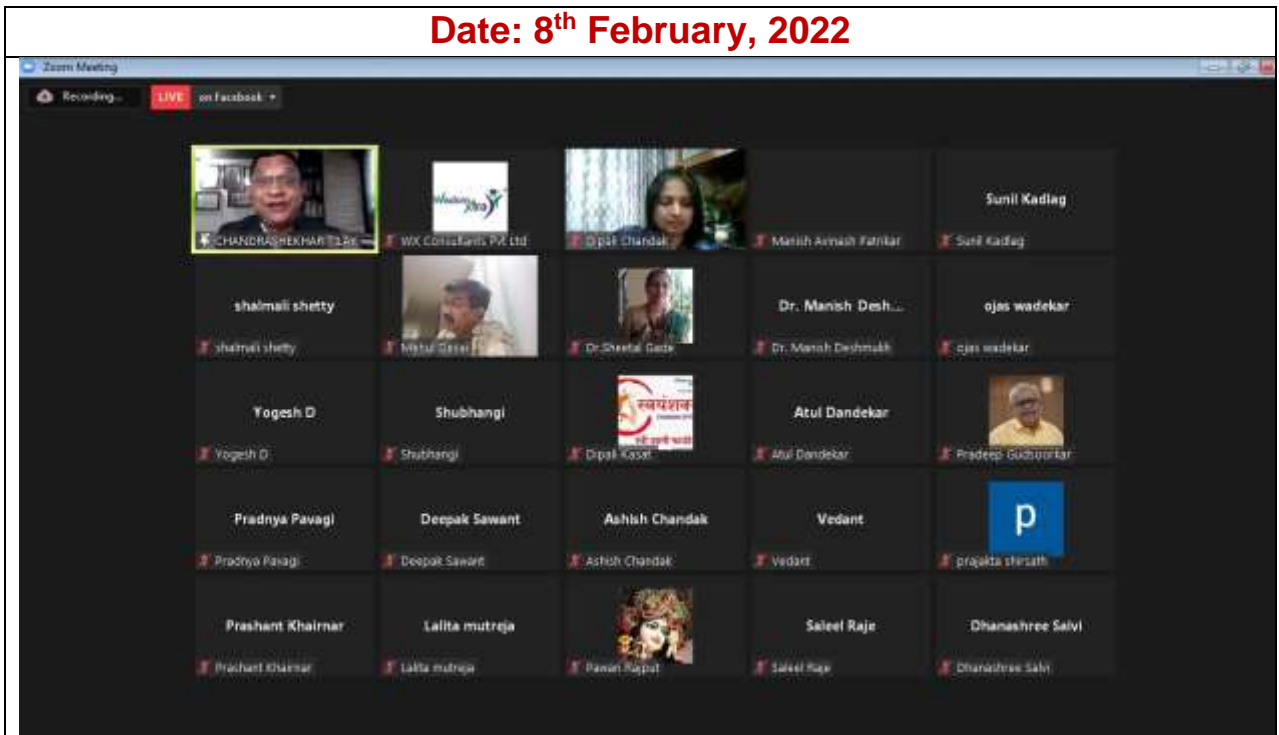 Date: 8th February, 2022
Zoom Meeting
Recording... LIVE on Facebook
CHANDRASHEKHAR TILAK
WX Consultants Pvt Ltd
Dipali Chandak
Manish Avinash Patrikar
Sunil Kadlag
Sunil Kadlag
shalmali shetty
shalmali shetty
Dr. Sheetal Gade
Dr. Manish Desh...
Dr. Manish Deshmukh
ojas wadekar
ojas wadekar
Yogesh D
Yogesh D
Shubhangi
Shubhangi
Dipali Kasat
Atul Dandekar
Atul Dandekar
Pradeep Gudsoorkar
Pradnya Pavagi
Pradnya Pavagi
Deepak Sawant
Deepak Sawant
Ashish Chandak
Ashish Chandak
Vedant
Vedant
p
prajakta shirsath
Prashant Khairnar
Prashant Khairnar
Lalita mutreja
Lalita mutreja
Pawan Rajput
Saleel Raje
Saleel Raje
Dhanashree Salvi
Dhanashree Salvi